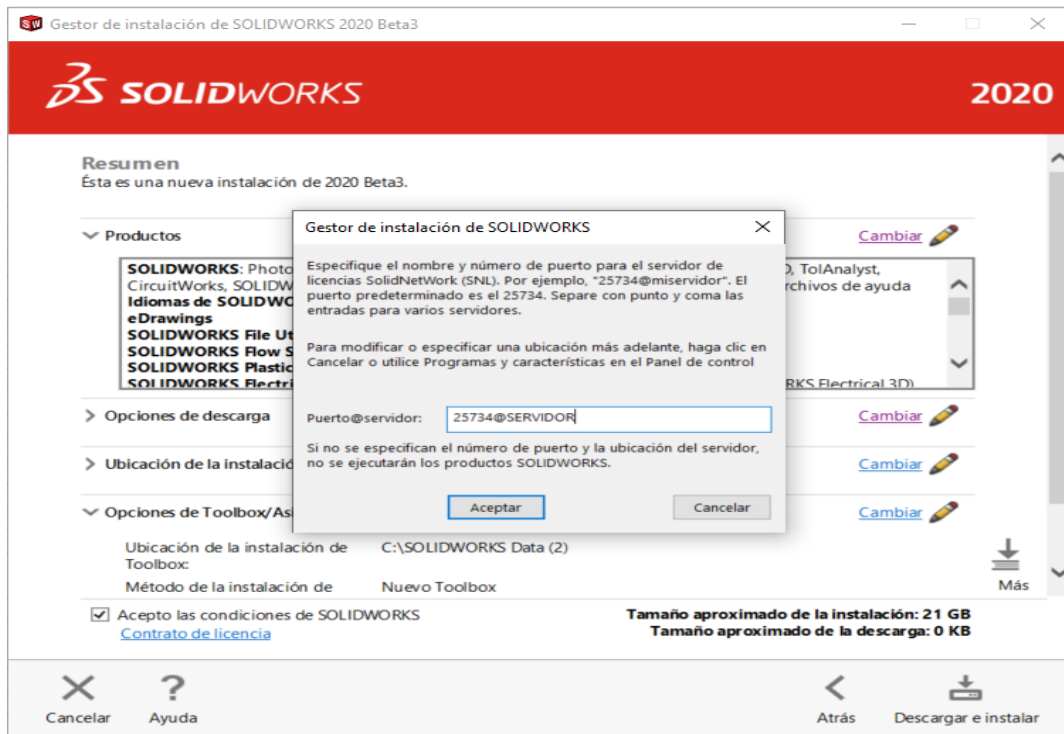 Gestor de instalación de SOLIDWORKS 2020 Beta3
SOLIDWORKS
2020
Resumen
Ésta es una nueva instalación de 2020 Beta3.
Productos
Cambiar
SOLIDWORKS: Photo
TolAnalyst,
CircuitWorks, SOLIDW
rchivos de ayuda
Idiomas de SOLIDWO
eDrawings
SOLIDWORKS File Ut
SOLIDWORKS Flow S
SOLIDWORKS Plastic
SOLIDWORKS Electri
RKS Electrical 3D)
Gestor de instalación de SOLIDWORKS
Especifique el nombre y número de puerto para el servidor de
licencias SolidNetWork (SNL). Por ejemplo, "25734@miservidor". El
puerto predeterminado es el 25734. Separe con punto y coma las
entradas para varios servidores.
Para modificar o especificar una ubicación más adelante, haga clic en
Cancelar o utilice Programas y características en el Panel de control
Puerto@servidor: 25734@SERVIDOR
Si no se especifican el número de puerto y la ubicación del servidor,
no se ejecutarán los productos SOLIDWORKS.
Aceptar Cancelar
Opciones de descarga
Cambiar
Ubicación de la instalació
Cambiar
Opciones de Toolbox/Asi
Cambiar
Ubicación de la instalación de C:\SOLIDWORKS Data (2)
Toolbox:
Método de la instalación de Nuevo Toolbox
Más
Acepto las condiciones de SOLIDWORKS
Contrato de licencia
Tamaño aproximado de la instalación: 21 GB
Tamaño aproximado de la descarga: 0 KB
Cancelar Ayuda Atrás Descargar e instalar